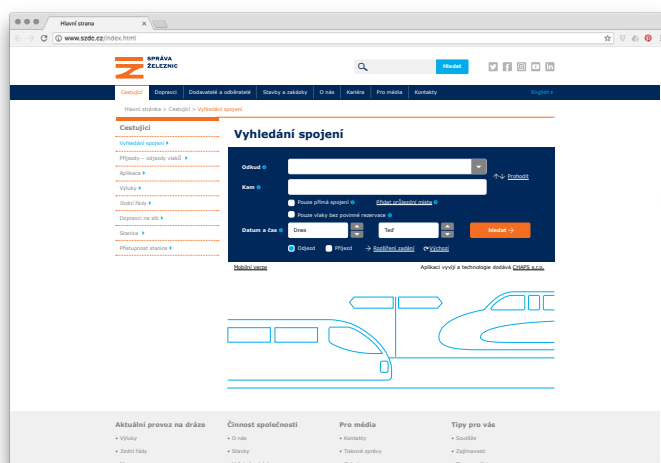 Hlavní strana ×
www.szdc.cz/index.html
SPRÁVA
ŽELEZNIC
Hledat
Cestující Dopravci Dodavatelé a odběratelé Stavby a zakázky O nás Kariéra Pro média Kontakty English
Hlavní stránka > Cestující > Vyhledání spojení
Cestující
Vyhledání spojení
Příjezdy – odjezdy vlaků
Aplikace
Výluky
Jízdní řády
Dopravci na síti
Stanice
Přístupnost stanice
Vyhledání spojení
Odkud
Prohodit
Kam
Pouze přímá spojení Přidat průjezdní místa
Pouze vlaky bez povinné rezervace
Datum a čas Dnes Teď hledat →
Odjezd Příjezd → Rozšíření zadání Výchozí
Mobilní verze Aplikaci vyvíjí a technologie dodává CHAPS s.r.o.
Aktuální provoz na dráze Činnost společnosti Pro média Tipy pro vás
• Výluky • O nás • Kontakty • Soutěže
• Jízdní řády • Stavby • Tiskové zprávy • Zajímavosti